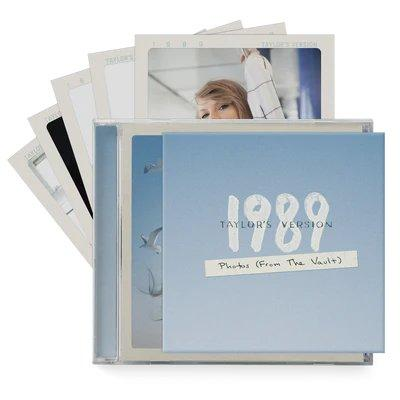 1989 TAYLOR'S VERSION
1989
TAYLOR'S VERSION
Photos (From The Vault)